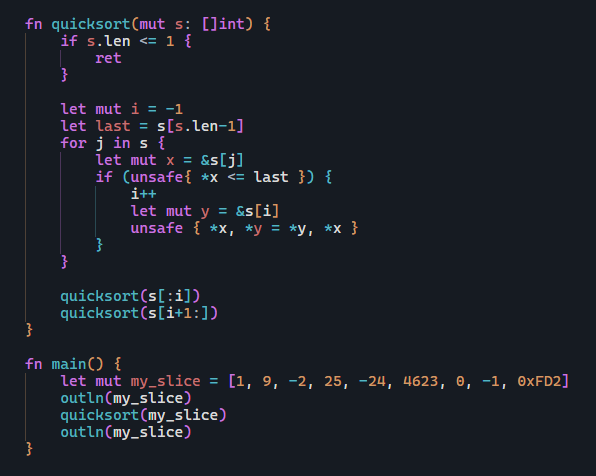 fn quicksort(mut s: []int) {
    if s.len <= 1 {
        ret
    }

    let mut i = -1
    let last = s[s.len-1]
    for j in s {
        let mut x = &s[j]
        if (unsafe{ *x <= last }) {
            i++
            let mut y = &s[i]
            unsafe { *x, *y = *y, *x }
        }
    }

    quicksort(s[:i])
    quicksort(s[i+1:])
}

fn main() {
    let mut my_slice = [1, 9, -2, 25, -24, 4623, 0, -1, 0xFD2]
    outln(my_slice)
    quicksort(my_slice)
    outln(my_slice)
}